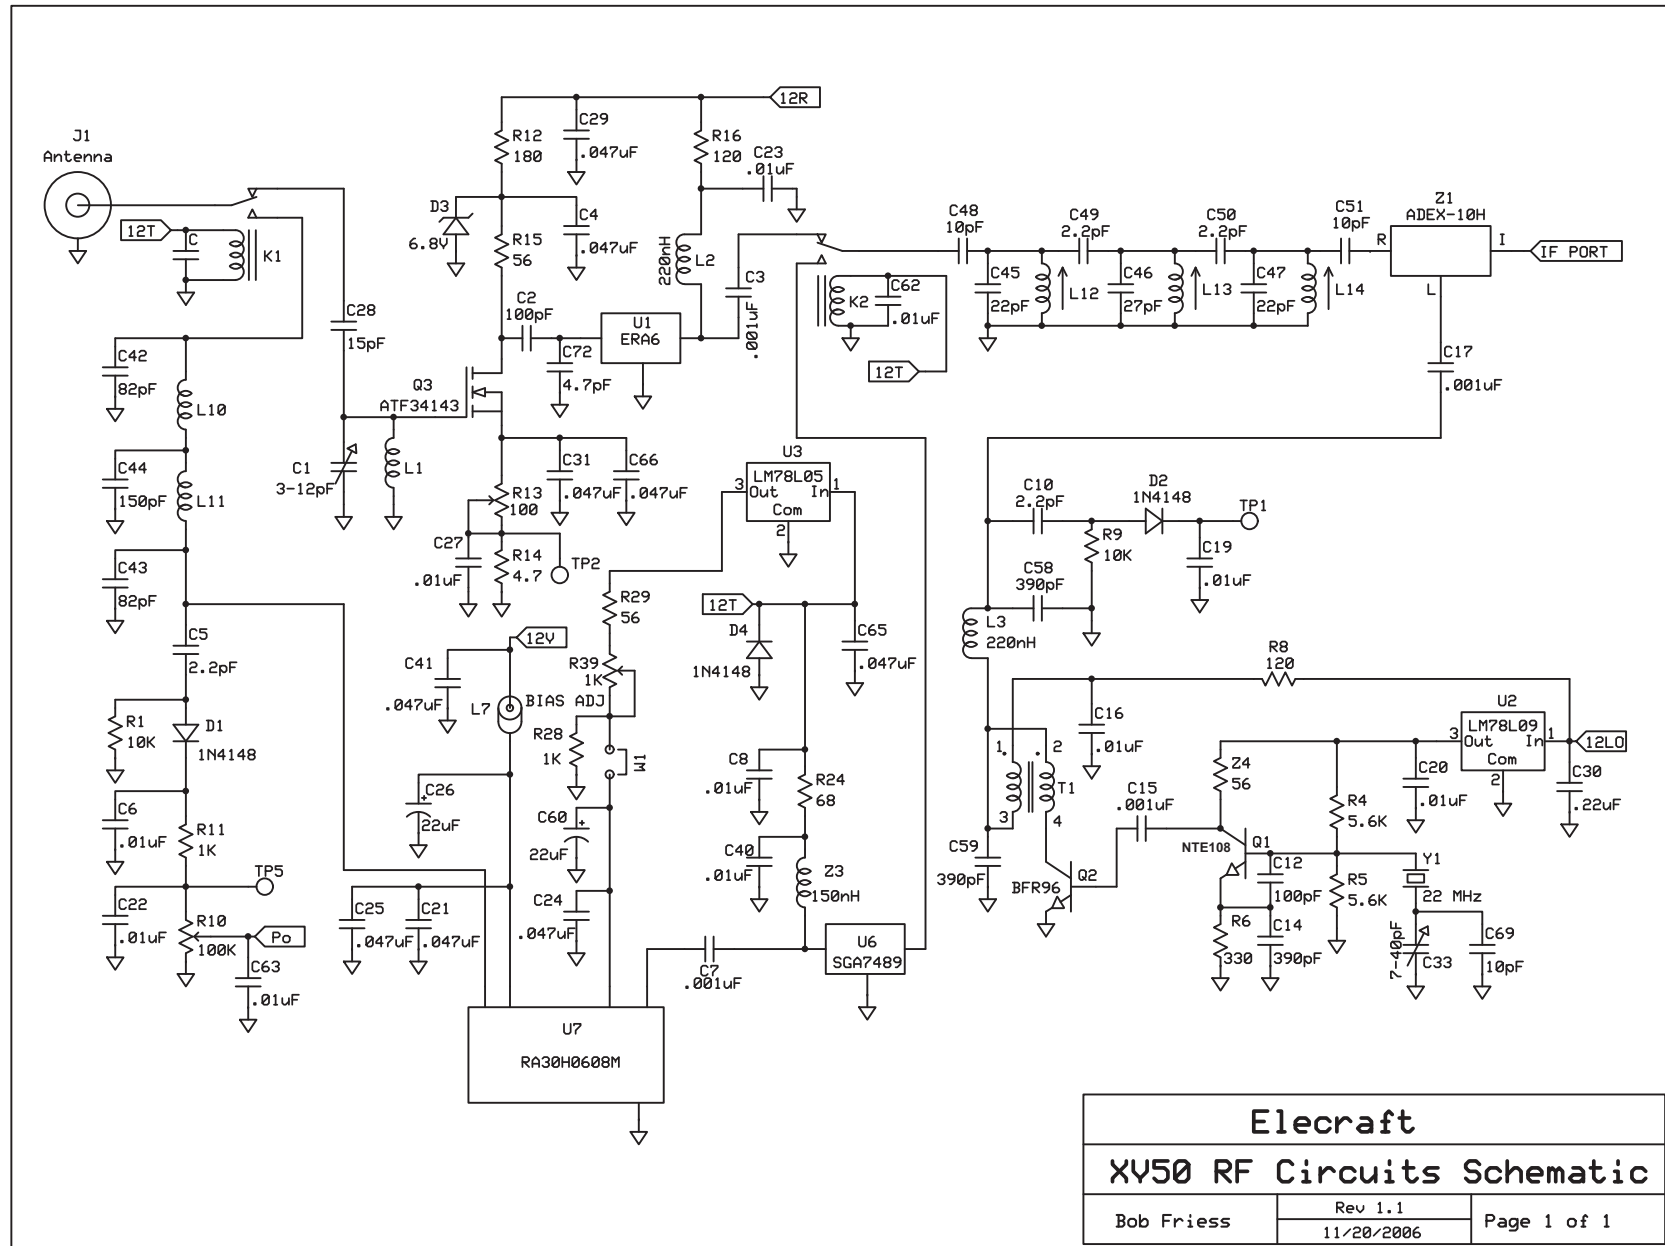 J1
Antenna
12T
C
K1
C28
15pF
C42
82pF
L10
C44
150pF
L11
C43
82pF
C5
2.2pF
R1
10K
D1
1N4148
C6
.01uF
R11
1K
TP5
C22
.01uF
R10
100K
Po
C63
.01uF
C1
3-12pF
L1
Q3
ATF34143
D3
6.8V
R12
180
C29
.047uF
R15
56
C4
.047uF
12R
R16
120
C23
.01uF
220nH
L2
C2
100pF
C72
4.7pF
U1
ERA6
C3
.001uF
K2
C62
.01uF
12T
C48
10pF
C49
2.2pF
C50
2.2pF
C51
10pF
C45
22pF
L12
C46
27pF
L13
C47
22pF
L14
Z1
ADEX-10H
R
I
L
IF PORT
C17
.001uF
C31
.047uF
C66
.047uF
R13
100
C27
.01uF
R14
4.7
TP2
U3
LM78L05
3
Out
In
1
Com
2
R29
56
R39
1K
BIAS ADJ
R28
1K
W1
12V
C41
.047uF
L7
C26
+
22uF
C60
+
22uF
C24
.047uF
C25
.047uF
C21
.047uF
U7
RA30H0608M
12T
D4
1N4148
C65
.047uF
C8
.01uF
R24
68
C40
.01uF
Z3
150nH
C7
.001uF
U6
SGA7489
C10
2.2pF
D2
1N4148
TP1
R9
10K
C19
.01uF
C58
390pF
L3
220nH
R8
120
C16
.01uF
1
2
T1
3
4
C59
390pF
Q2
BFR96
C15
.001uF
Z4
56
NTE108
Q1
R4
5.6K
C20
.01uF
U2
LM78L09
3
Out
In
1
Com
2
12LO
C30
.22uF
C12
100pF
R5
5.6K
Y1
22 MHz
R6
330
C14
390pF
7-40pF
C33
C69
10pF
Elecraft
XV50 RF Circuits Schematic
Bob Friess
Rev 1.1
11/20/2006
Page 1 of 1